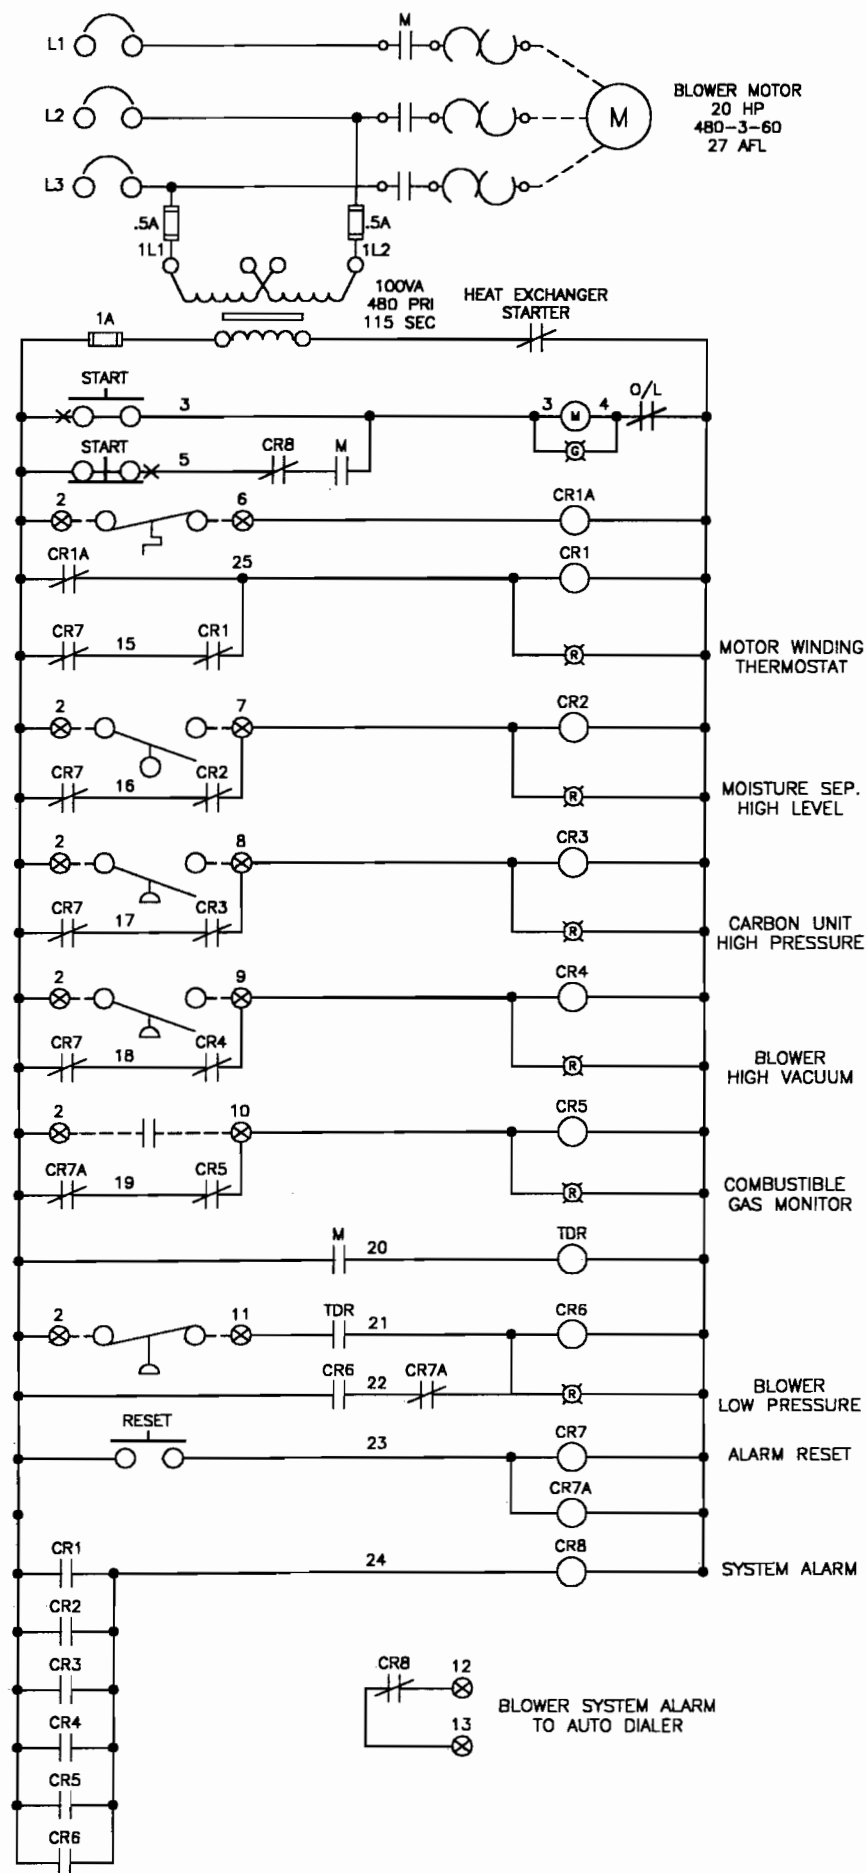 M
L1
BLOWER MOTOR
20 HP
480-3-60
27 AFL
L2
M
L3
.5A
.5A
1L1
1L2
100VA
480 PRI
115 SEC
HEAT EXCHANGER
STARTER
1A
START
3
3
M
4
O/L
G
START
5
CR8
M
2
6
CR1A
CR1A
25
CR1
CR7
15
CR1
R
MOTOR WINDING
THERMOSTAT
2
7
CR2
CR7
16
CR2
R
MOISTURE SEP.
HIGH LEVEL
2
8
CR3
CR7
17
CR3
R
CARBON UNIT
HIGH PRESSURE
2
9
CR4
CR7
18
CR4
R
BLOWER
HIGH VACUUM
2
10
CR5
CR7A
19
CR5
R
COMBUSTIBLE
GAS MONITOR
M
20
TDR
2
11
TDR
21
CR6
CR6
22
CR7A
R
BLOWER
LOW PRESSURE
RESET
23
CR7
ALARM RESET
CR7A
CR1
24
CR8
SYSTEM ALARM
CR2
CR3
CR8
12
BLOWER SYSTEM ALARM
TO AUTO DIALER
13
CR4
CR5
CR6